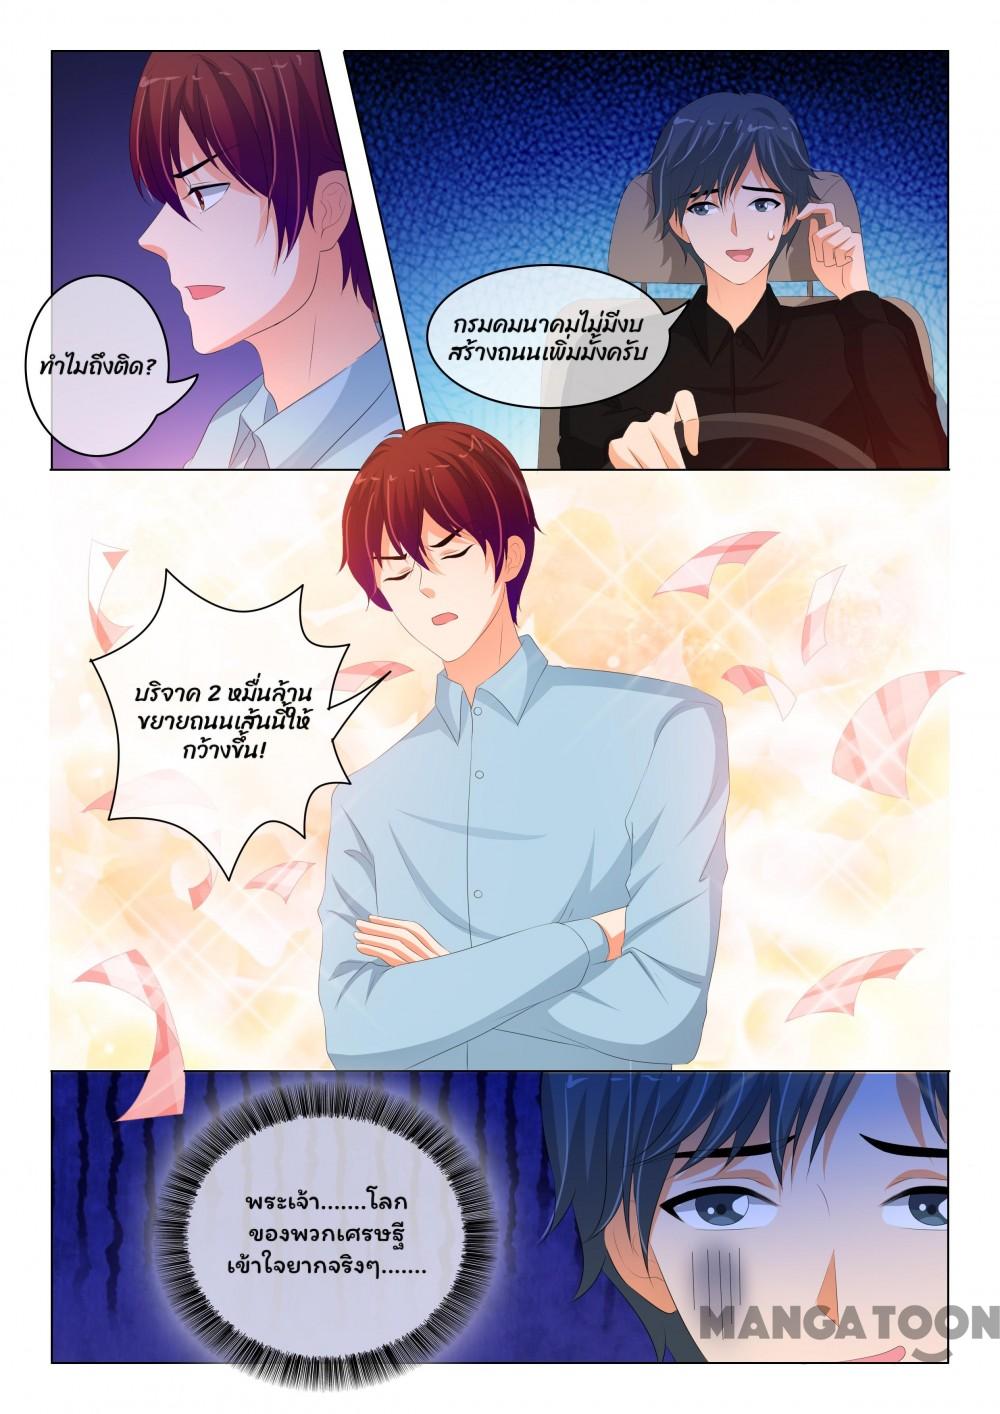 ทำไมถึงติด?
กรมคมนาคมไม่มีงบ
สร้างถนนเพิ่มมั้งครับ
บริจาค 2 หมื่นล้าน
ขยายถนนเส้นนี้ให้
กว้างขึ้น!
พระเจ้า.......โลก
ของพวกเศรษฐี
เข้าใจยากจริงๆ.......
MANGATOON